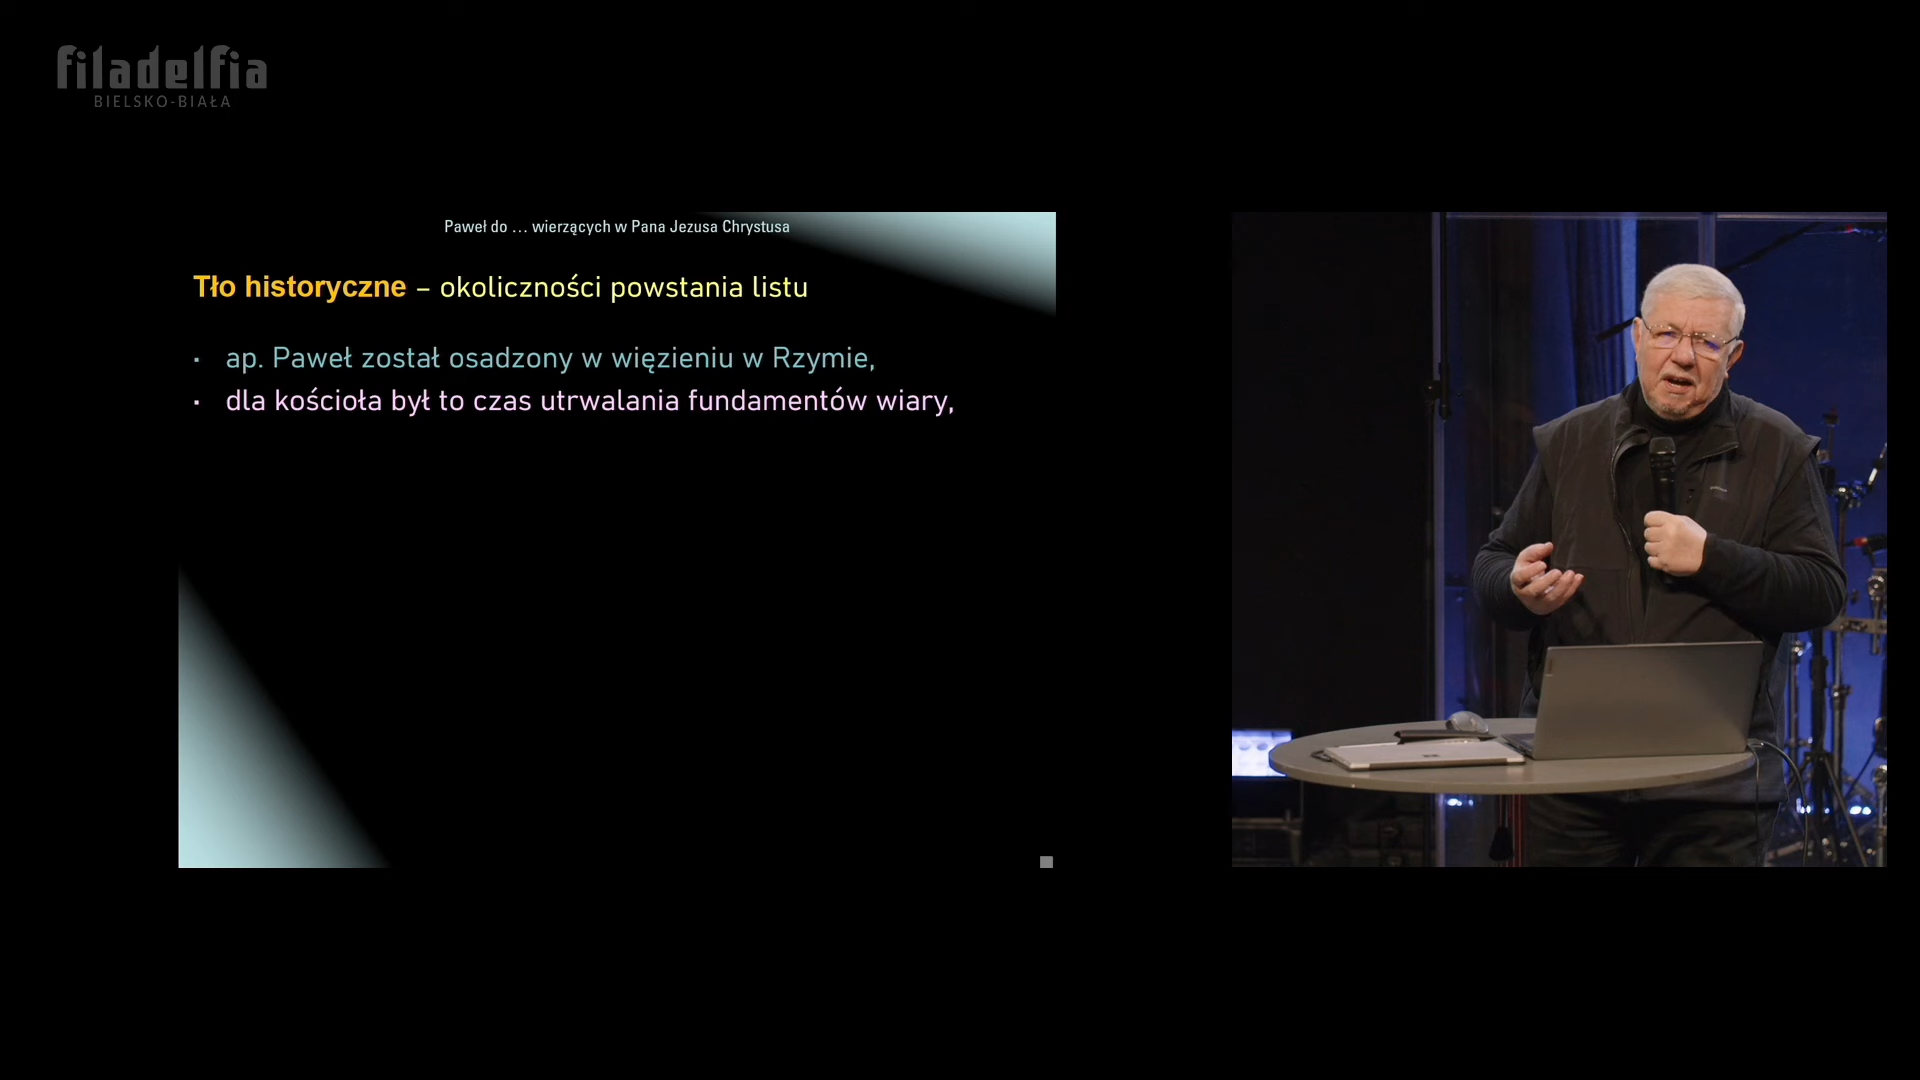 filadelfia
BIELSKO-BIAŁA
Paweł do … wierzących w Pana Jezusa Chrystusa
Tło historyczne – okoliczności powstania listu
· ap. Paweł został osadzony w więzieniu w Rzymie,
· dla kościoła był to czas utrwalania fundamentów wiary,